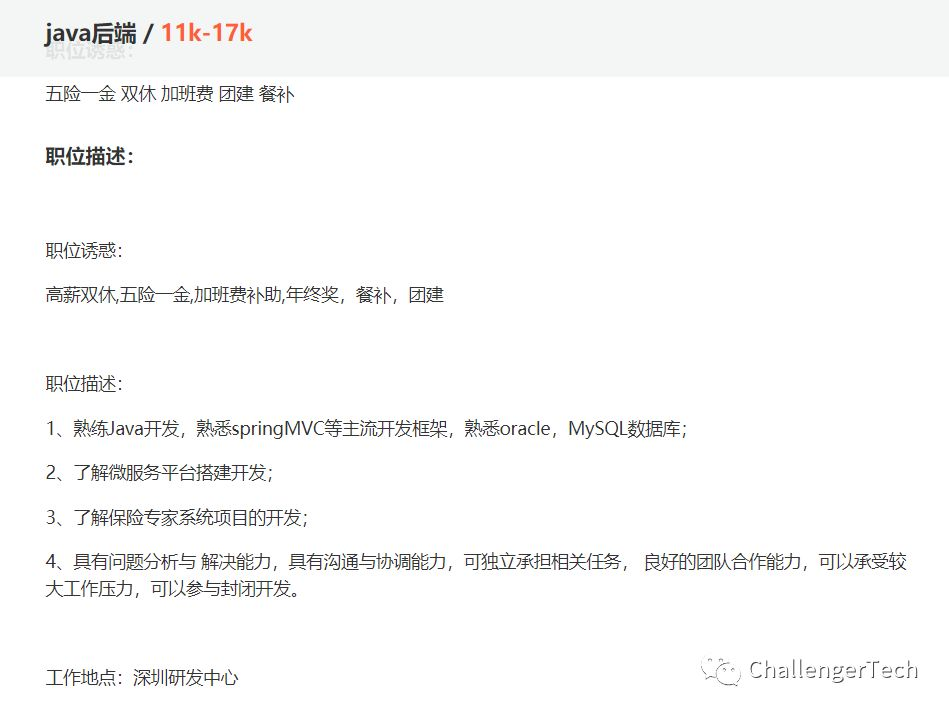 java后端 / 11k-17k
职位诱惑：
五险一金 双休 加班费 团建 餐补
职位描述：
职位诱惑：
高薪双休,五险一金,加班费补助,年终奖，餐补，团建
职位描述：
1、熟练Java开发，熟悉springMVC等主流开发框架，熟悉oracle，MySQL数据库；
2、了解微服务平台搭建开发；
3、了解保险专家系统项目的开发；
4、具有问题分析与 解决能力，具有沟通与协调能力，可独立承担相关任务， 良好的团队合作能力，可以承受较
大工作压力，可以参与封闭开发。
工作地点：深圳研发中心
ChallengerTech